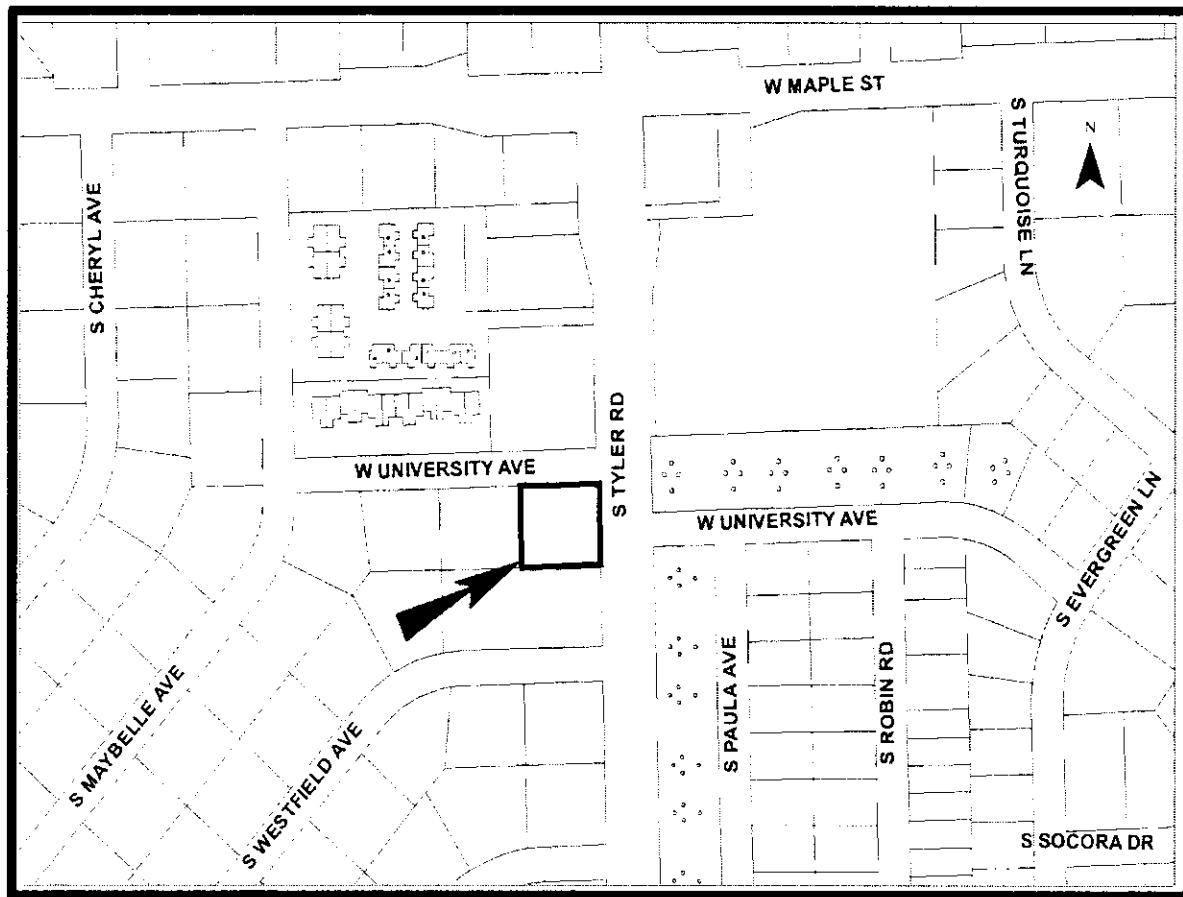 W MAPLE ST
S TURQUOISE LN
N
S CHERYL AVE
S TYLER RD
W UNIVERSITY AVE
W UNIVERSITY AVE
S EVERGREEN LN
S PAULA AVE
S ROBIN RD
S MAYBELLE AVE
S WESTFIELD AVE
S SOCORA DR